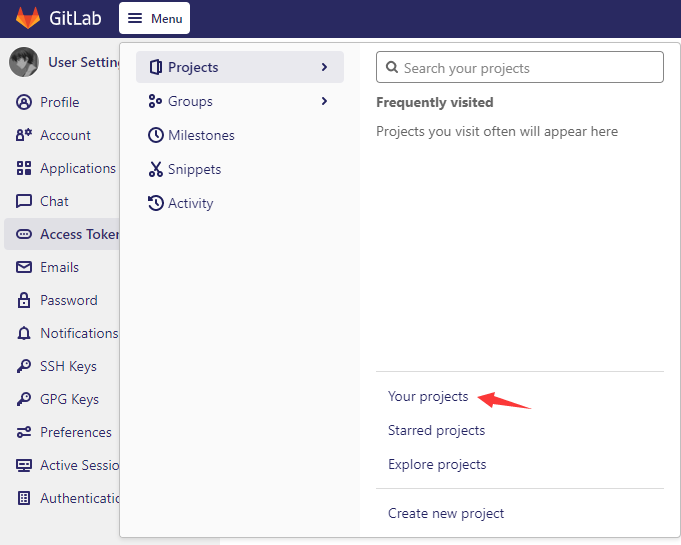 GitLab
Menu
User Setting
Profile
Account
Applications
Chat
Access Token
Emails
Password
Notifications
SSH Keys
GPG Keys
Preferences
Active Sessio
Authenticatio
Projects
Groups
Milestones
Snippets
Activity
Search your projects
Frequently visited
Projects you visit often will appear here
Your projects
Starred projects
Explore projects
Create new project